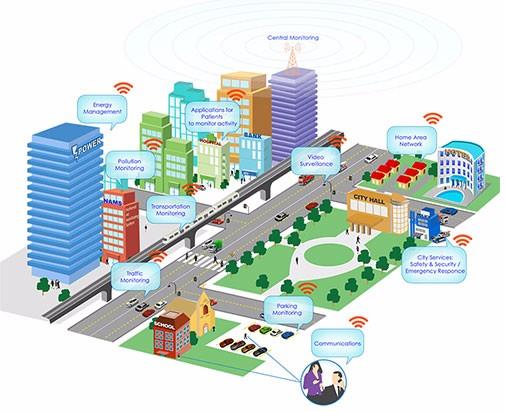 Central Monitoring
Energy
Management
Applications for
Patients
to monitor activity
POWER
HOSPITAL
BANK
Home Area
Network
HOTEL
Pollution
Monitoring
Video
Surveillance
NAMS
Transportation
Monitoring
CITY HALL
City Services:
Safety & Security /
Emergency Responce
Traffic
Monitoring
Parking
Monitoring
SCHOOL
Communications